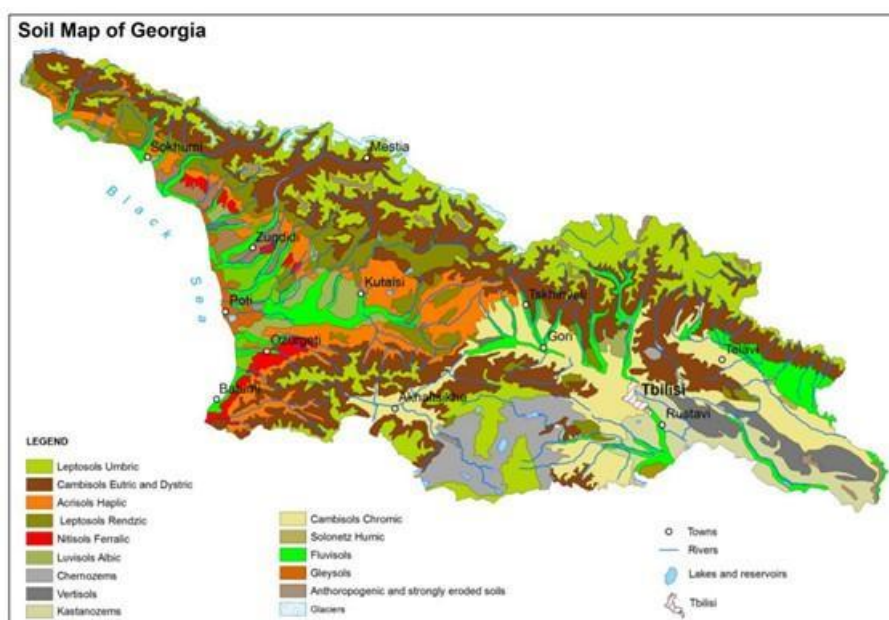 Soil Map of Georgia
Sokhumi
Mestia
Black
Sea
Zugdidi
Kutaisi
Poti
Tskhinvali
Ozurgeti
Gori
Telavi
Batumi
Akhaltsikhe
Tbilisi
Rustavi
LEGEND
Leptosols Umbric
Cambisols Eutric and Dystric
Acrisols Haplic
Leptosols Rendzic
Nitisols Ferralic
Luvisols Albic
Chernozems
Vertisols
Kastanozems
Cambisols Chromic
Solonetz Humic
Fluvisols
Gleysols
Anthoropogenic and strongly eroded soils
Glaciers
Towns
Rivers
Lakes and reservoirs
Tbilisi